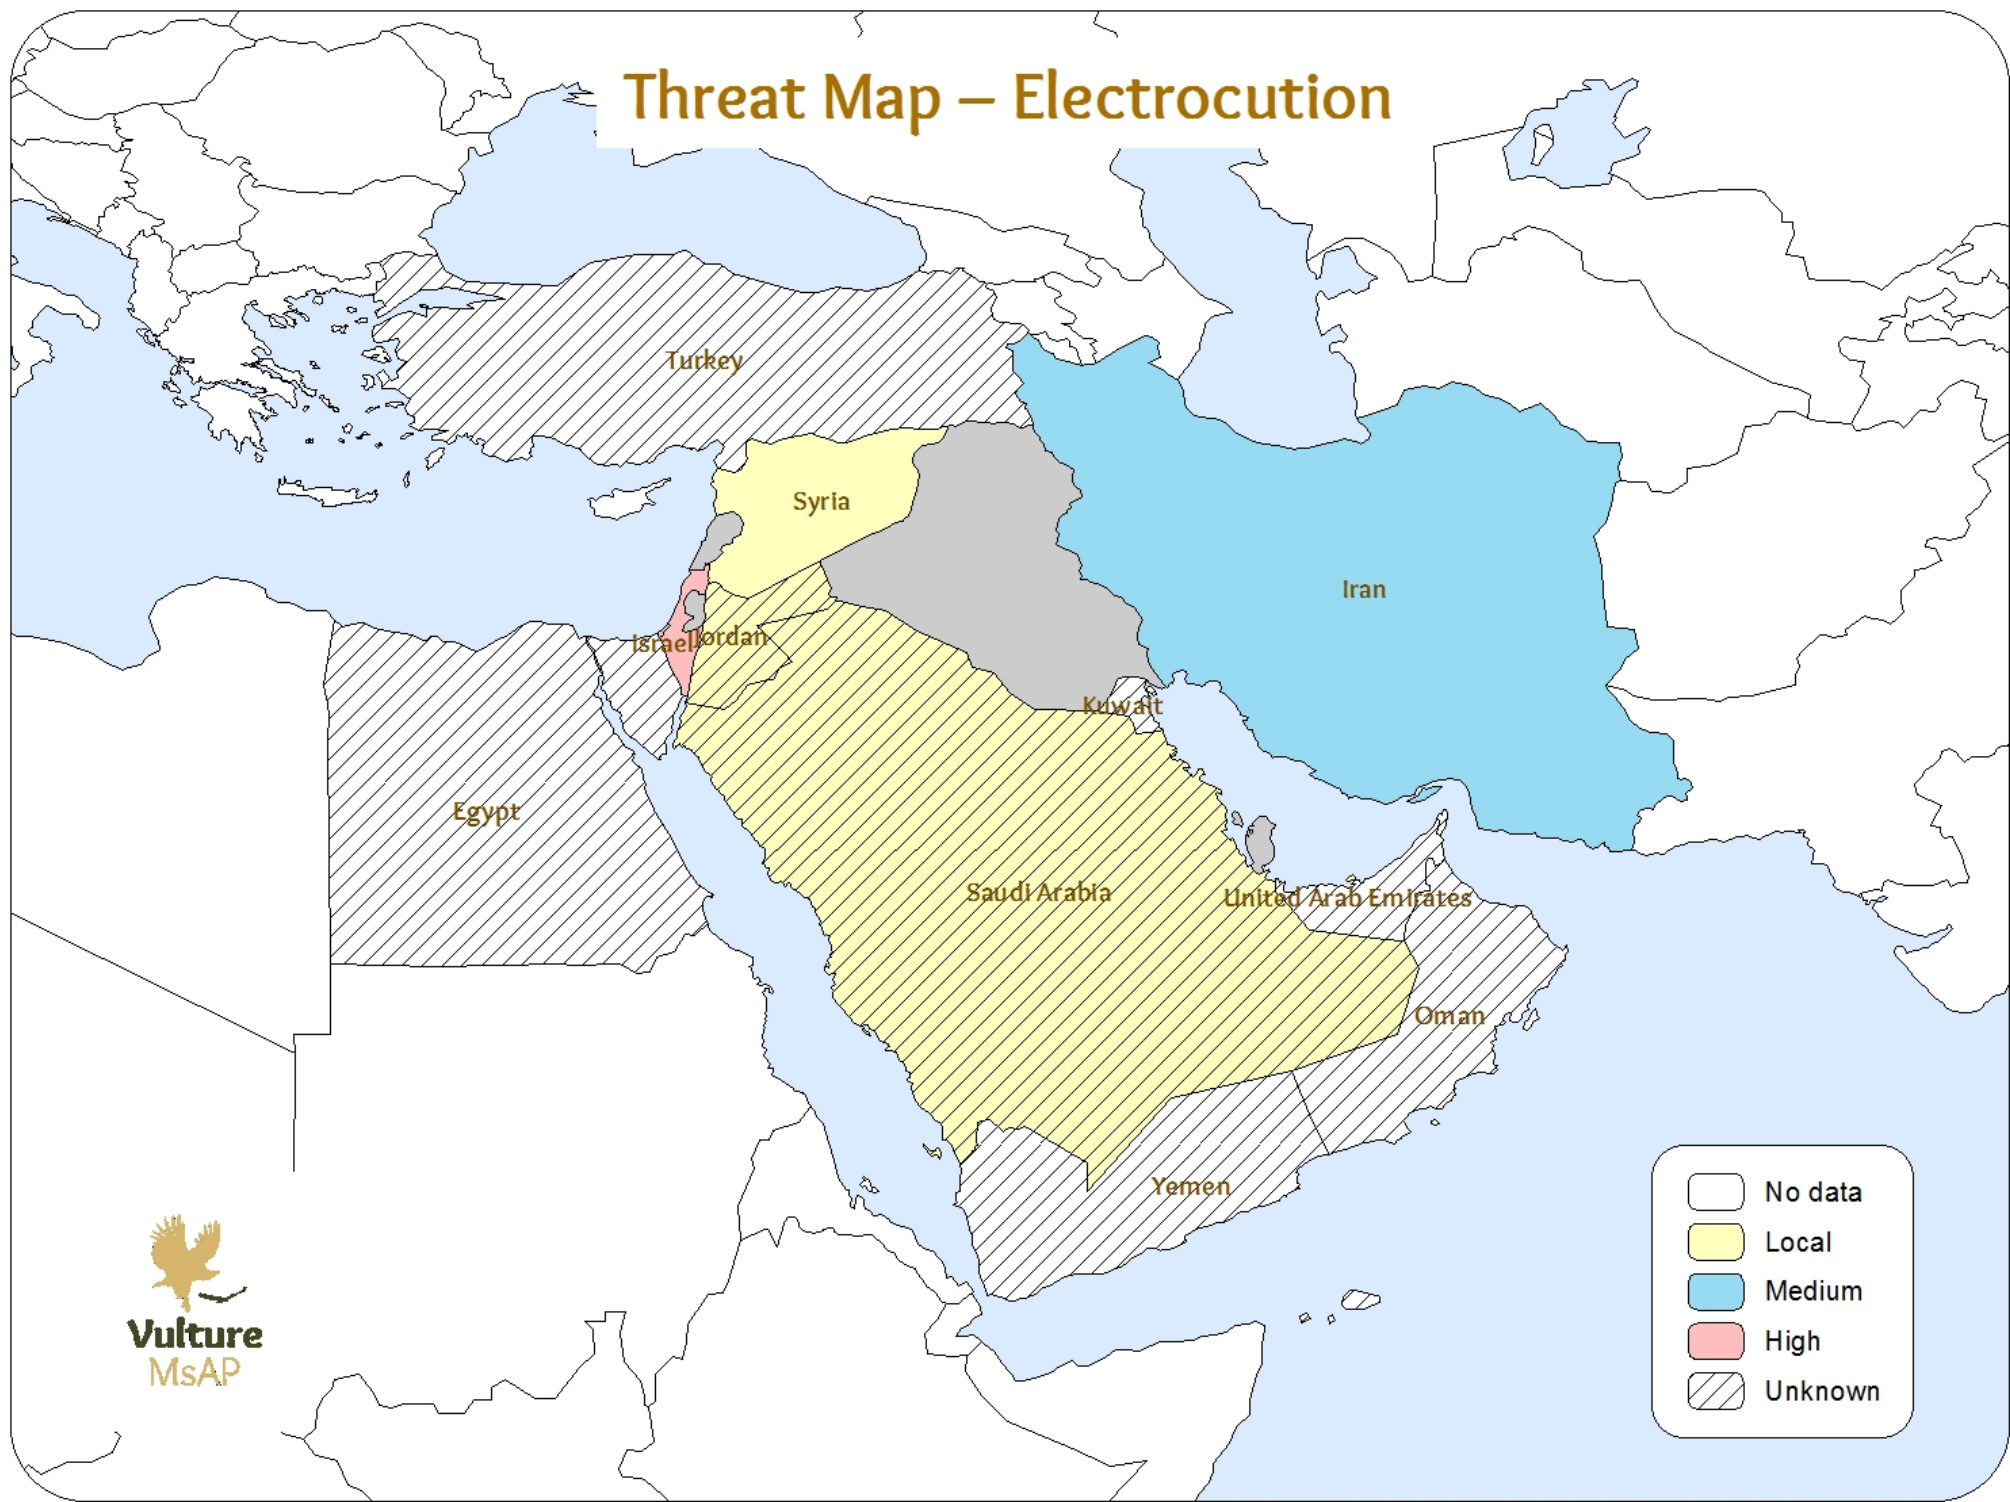 Threat Map – Electrocution
Turkey
Syria
Iran
Israel
Jordan
Kuwait
Egypt
Saudi Arabia
United Arab Emirates
Oman
Yemen
No data
Local
Medium
High
Unknown
Vulture
MsAP